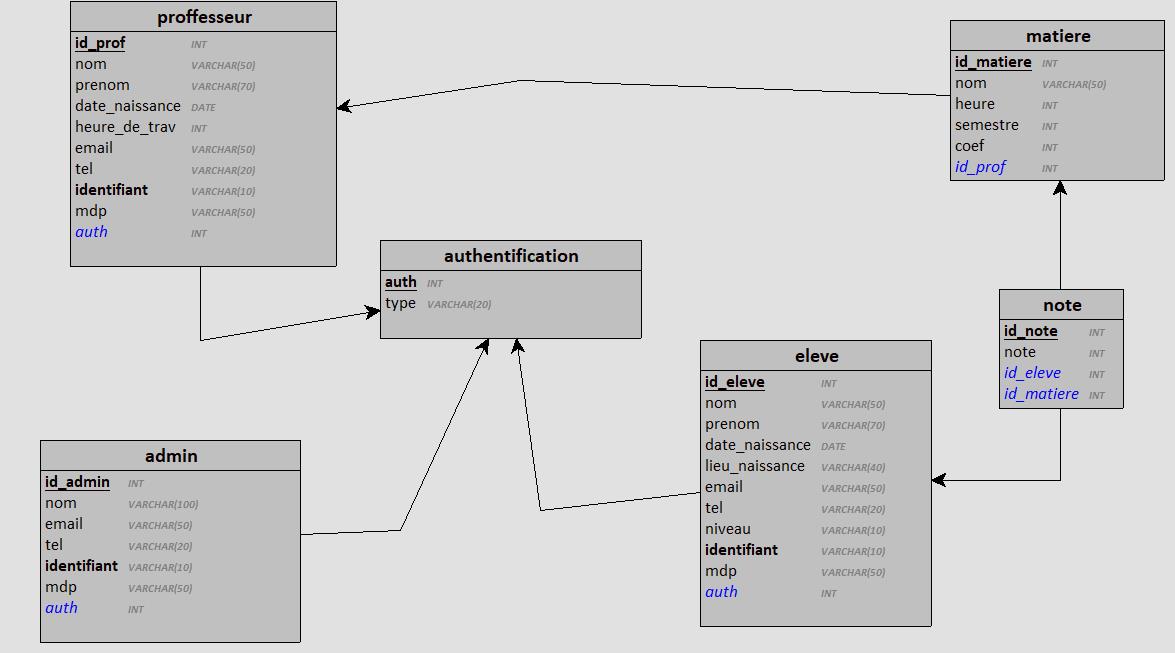 proffesseur
id_prof INT
nom VARCHAR(50)
prenom VARCHAR(70)
date_naissance DATE
heure_de_trav INT
email VARCHAR(50)
tel VARCHAR(20)
identifiant VARCHAR(10)
mdp VARCHAR(50)
auth INT
matiere
id_matiere INT
nom VARCHAR(50)
heure INT
semestre INT
coef INT
id_prof INT
authentification
auth INT
type VARCHAR(20)
note
id_note INT
note INT
id_eleve INT
id_matiere INT
eleve
id_eleve INT
nom VARCHAR(50)
prenom VARCHAR(70)
date_naissance DATE
lieu_naissance VARCHAR(40)
email VARCHAR(50)
tel VARCHAR(20)
niveau VARCHAR(10)
identifiant VARCHAR(10)
mdp VARCHAR(50)
auth INT
admin
id_admin INT
nom VARCHAR(100)
email VARCHAR(50)
tel VARCHAR(20)
identifiant VARCHAR(10)
mdp VARCHAR(50)
auth INT